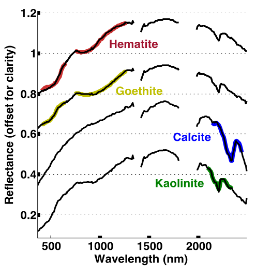 1.2
1
0.8
0.6
0.4
0.2
Reflectance (offset for clarity)
Hematite
Goethite
Calcite
Kaolinite
500 1000 1500 2000
Wavelength (nm)